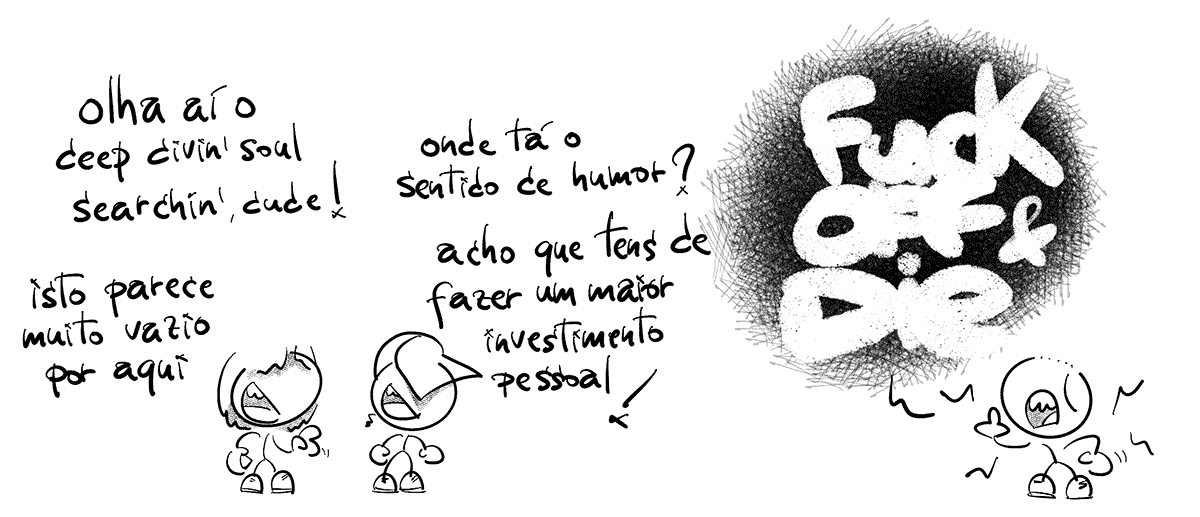 olha aí o
deep divin' soul
searchin', dude!
isto parece
muito vazio
por aqui
onde tá o
sentido de humor?
acho que tens de
fazer um maior
investimento
pessoal!
Fuck
OFF &
Die